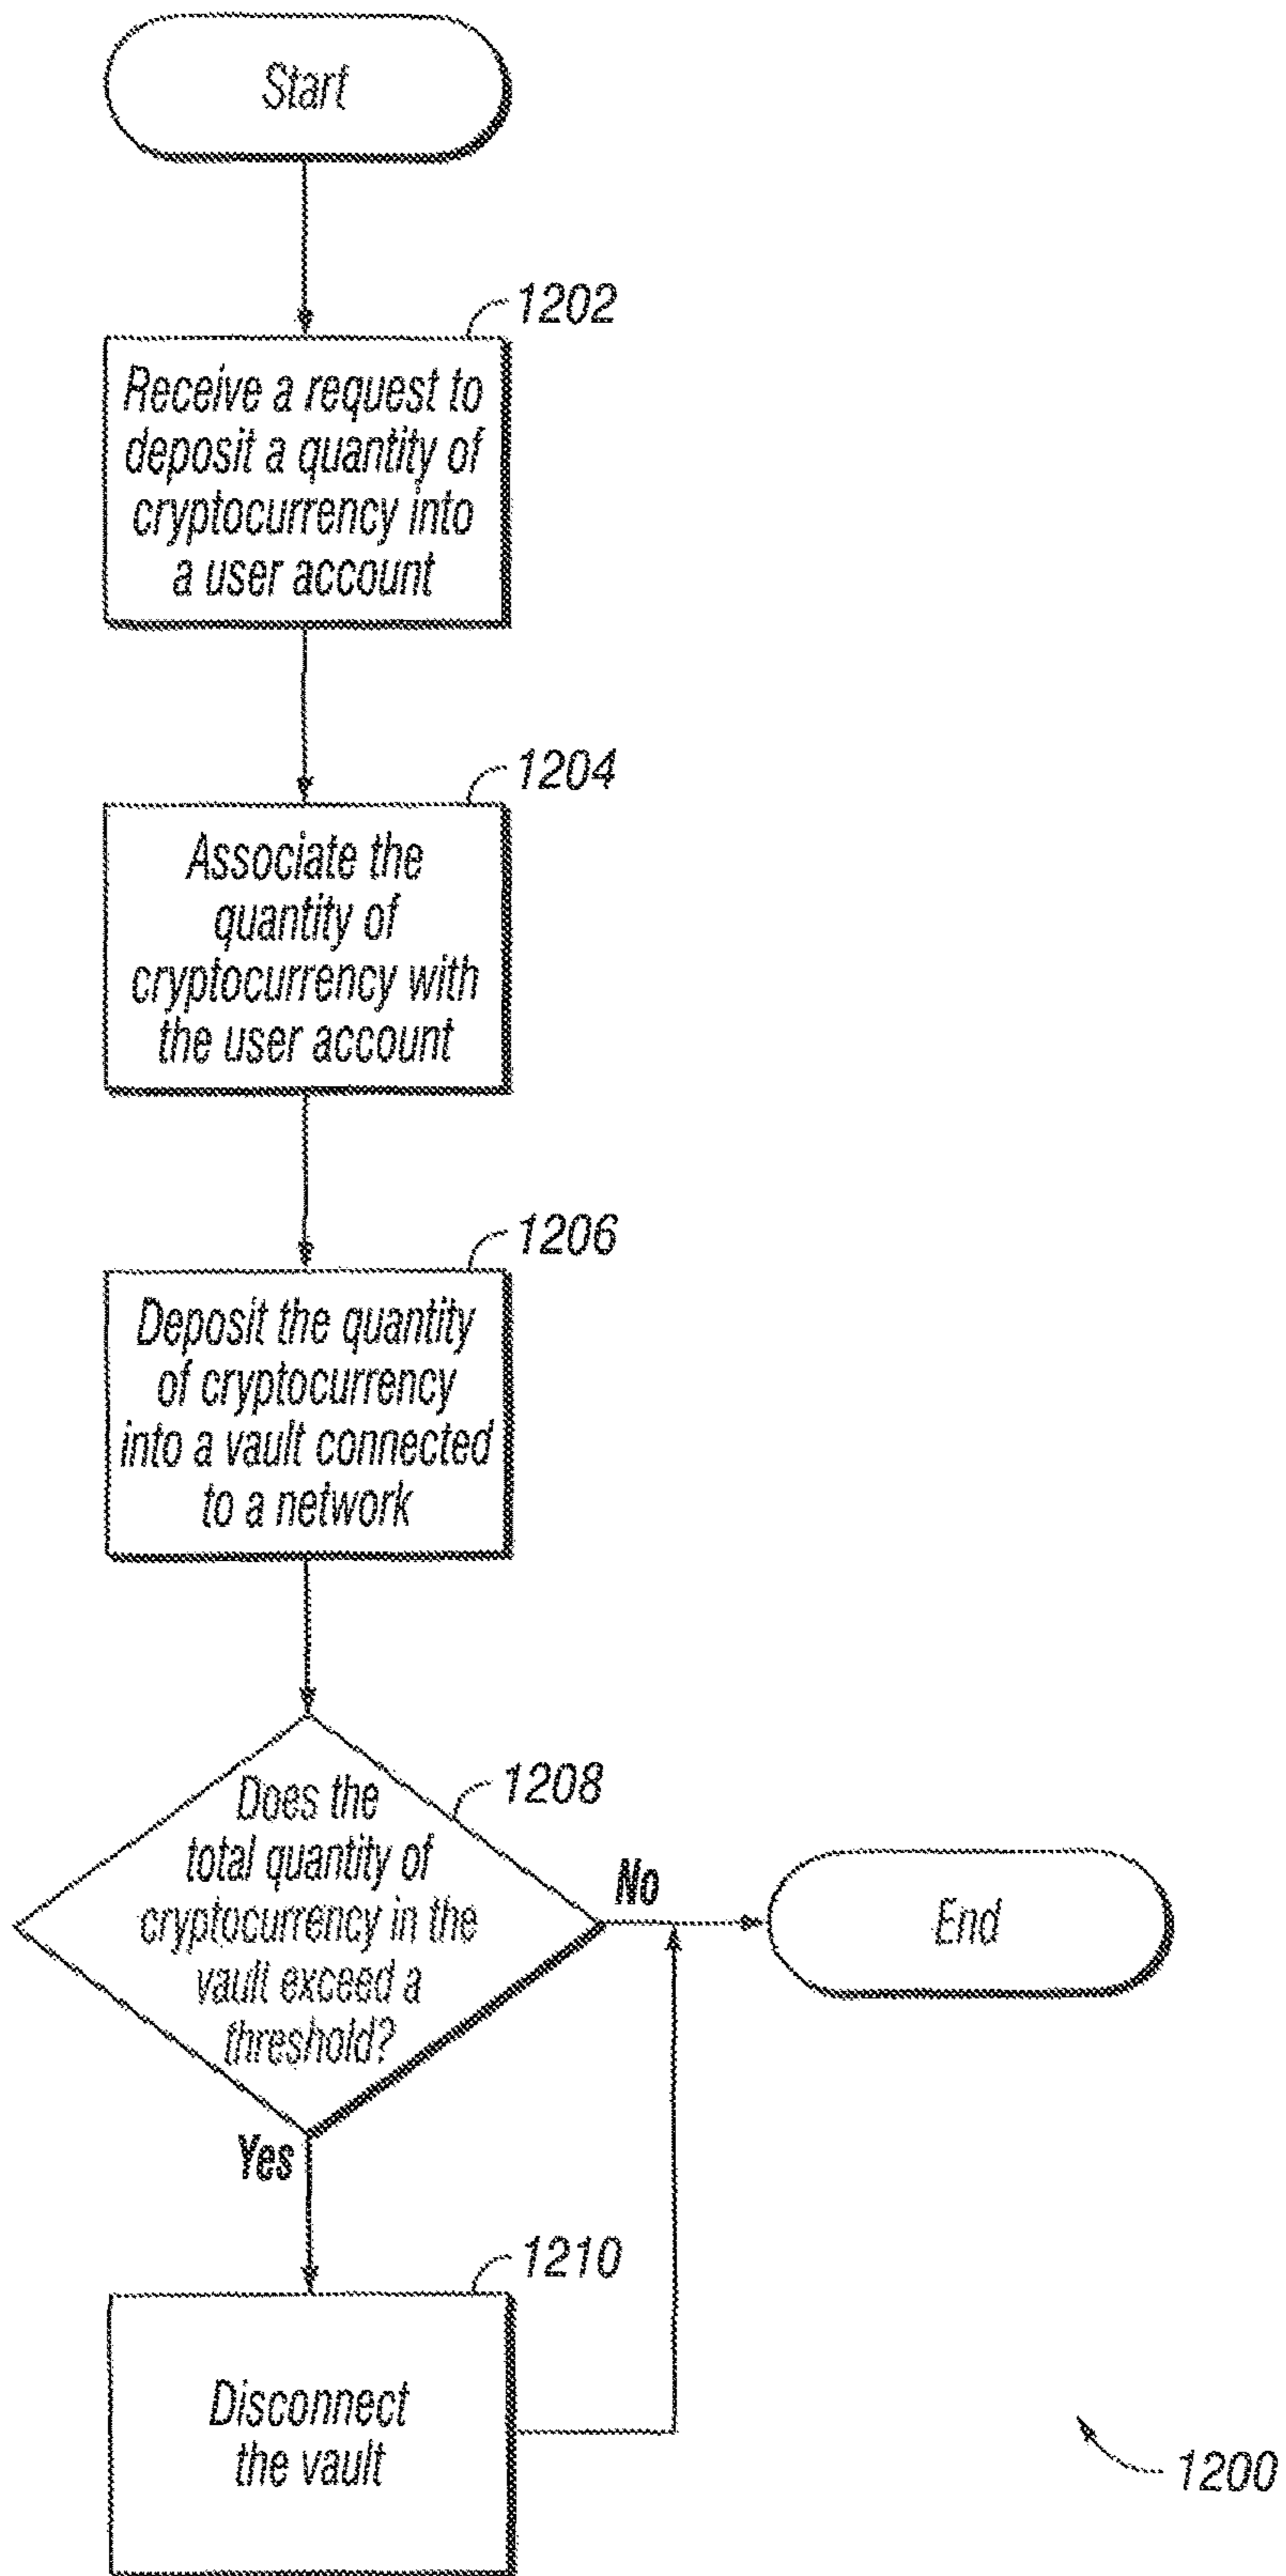 Start
1202
Receive a request to
deposit a quantity of
cryptocurrency into
a user account
1204
Associate the
quantity of
cryptocurrency with
the user account
1206
Deposit the quantity
of cryptocurrency
into a vault connected
to a network
1208
Does the
total quantity of
cryptocurrency in the
vault exceed a
threshold?
No
End
Yes
1210
Disconnect
the vault
1200